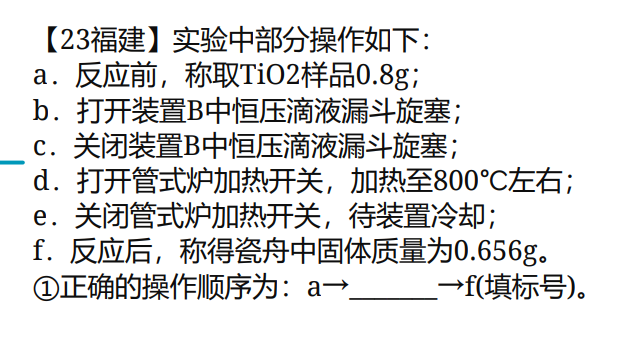 【23福建】实验中部分操作如下：
a．反应前，称取TiO2样品0.8g；
b．打开装置B中恒压滴液漏斗旋塞；
c．关闭装置B中恒压滴液漏斗旋塞；
d．打开管式炉加热开关，加热至800℃左右；
e．关闭管式炉加热开关，待装置冷却；
f．反应后，称得瓷舟中固体质量为0.656g。
①正确的操作顺序为：a→_______→f(填标号)。